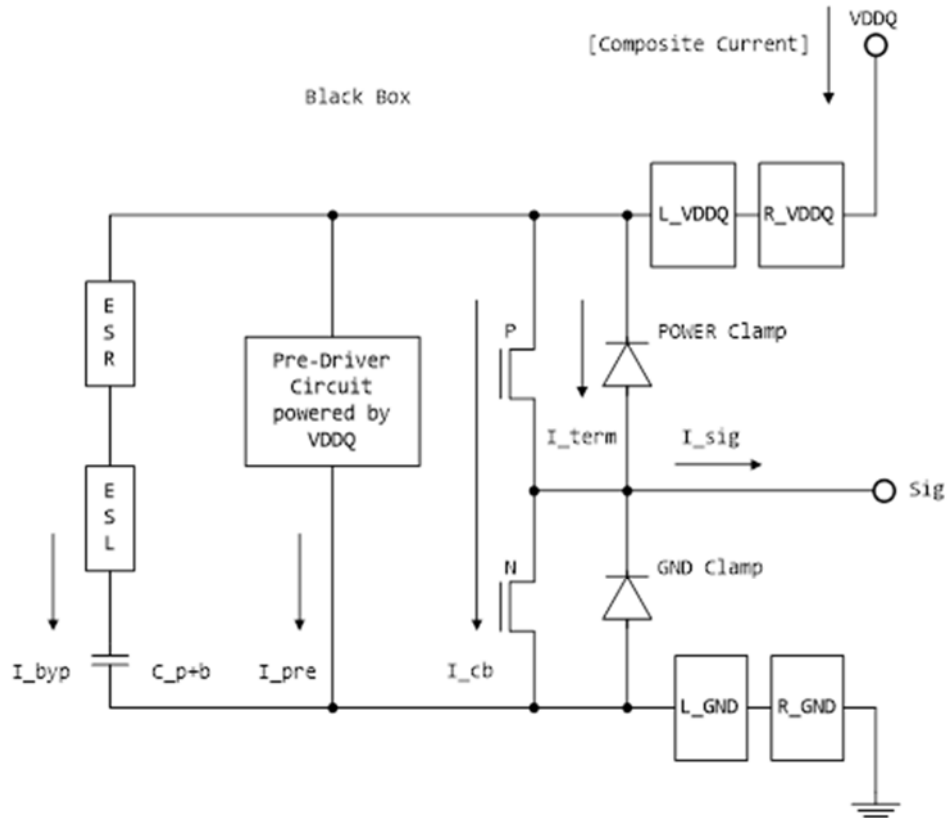 VDDQ
[Composite Current]
Black Box
L_VDDQ
R_VDDQ
E
S
R
P
POWER Clamp
Pre-Driver
Circuit
powered by
VDDQ
I_term
I_sig
E
S
L
Sig
N
GND Clamp
I_byp
C_p+b
I_pre
I_cb
L_GND
R_GND